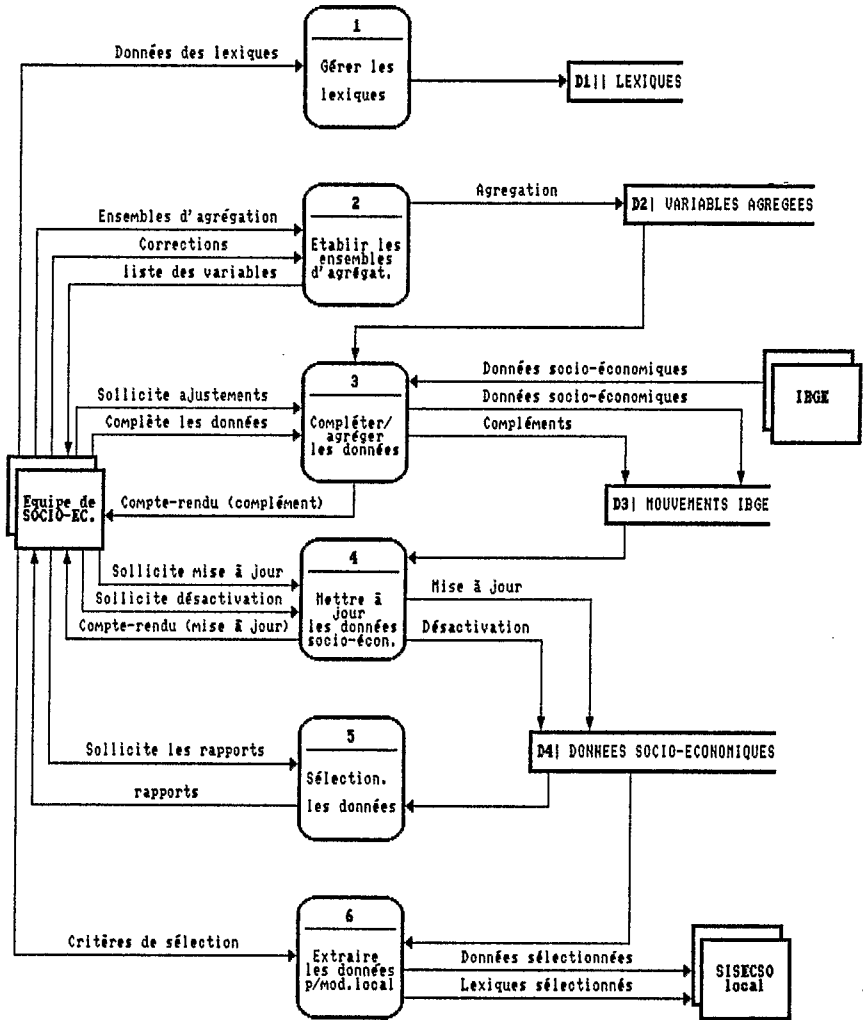 1
Données des lexiques
Gérer les
lexiques
D1|| LEXIQUES
Agregation
2
D2| VARIABLES AGREGEES
Ensembles d'agrégation
Corrections
liste des variables
Etablir les
ensembles
d'agrégat.
3
Données socio-économiques
IBGE
Sollicite ajustements
Données socio-économiques
Complète les données
Compléter/
agréger
les données
Compléments
Equipe de
SOCIO-EC.
Compte-rendu (complément)
D3| MOUVEMENTS IBGE
4
Sollicite mise à jour
Mise à jour
Sollicite désactivation
Mettre à
jour
les données
socio-écon.
Compte-rendu (mise à jour)
Désactivation
5
Sollicite les rapports
D4| DONNEES SOCIO-ECONOMIQUES
Sélection.
les données
rapports
6
Critères de sélection
Extraire
les données
p/mod.local
Données sélectionnées
Lexiques sélectionnés
SISECSO
local